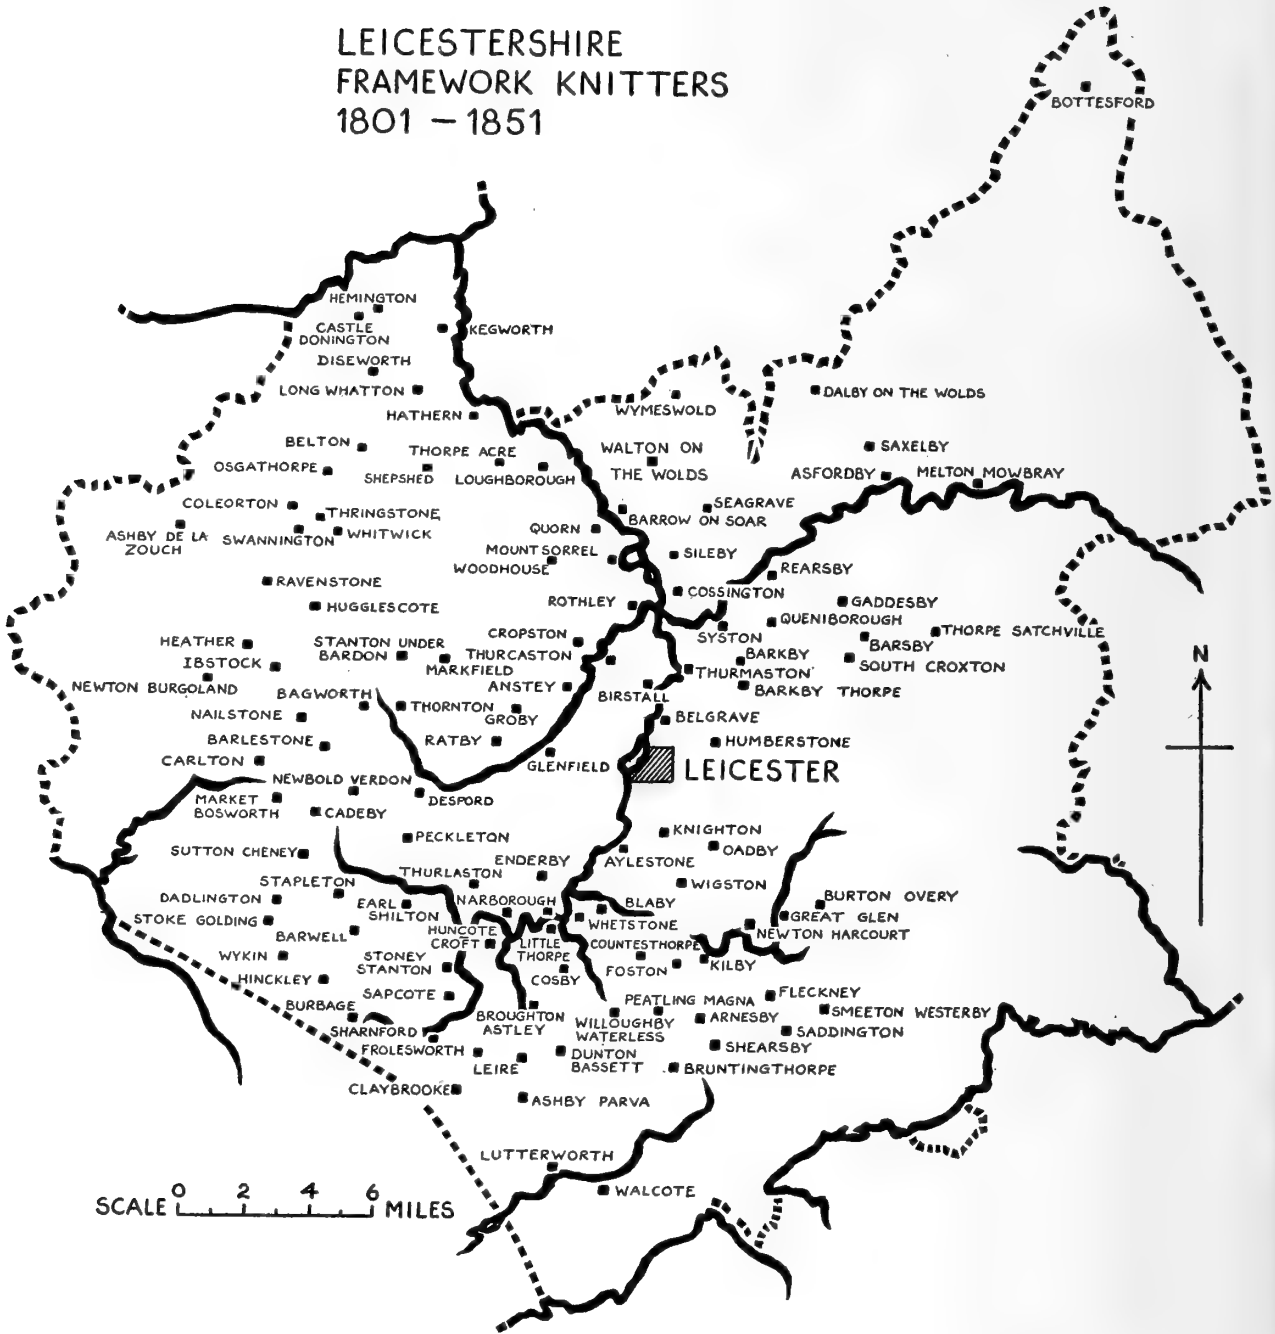 LEICESTERSHIRE
FRAMEWORK KNITTERS
1801 – 1851
BOTTESFORD
HEMINGTON
CASTLE
DONINGTON
KEGWORTH
DISEWORTH
LONG WHATTON
HATHERN
WYMESWOLD
DALBY ON THE WOLDS
BELTON
THORPE ACRE
WALTON ON
THE WOLDS
SAXELBY
OSGATHORPE
SHEPSHED
LOUGHBOROUGH
ASFORDBY
MELTON MOWBRAY
COLEORTON
THRINGSTONE
SEAGRAVE
BARROW ON SOAR
ASHBY DE LA
ZOUCH
SWANNINGTON
WHITWICK
QUORN
MOUNTSORREL
WOODHOUSE
SILEBY
REARSBY
RAVENSTONE
HUGGLESCOTE
ROTHLEY
COSSINGTON
GADDESBY
QUENIBOROUGH
SYSTON
THORPE SATCHVILLE
BARSBY
HEATHER
STANTON UNDER
BARDON
CROPSTON
THURCASTON
BARKBY
SOUTH CROXTON
IBSTOCK
MARKFIELD
THURMASTON
NEWTON BURGOLAND
BAGWORTH
ANSTEY
BIRSTALL
BARKBY THORPE
NAILSTONE
THORNTON
GROBY
BELGRAVE
BARLESTONE
RATBY
HUMBERSTONE
CARLTON
GLENFIELD
LEICESTER
NEWBOLD VERDON
MARKET
BOSWORTH
CADEBY
DESFORD
PECKLETON
KNIGHTON
OADBY
SUTTON CHENEY
ENDERBY
AYLESTONE
THURLASTON
STAPLETON
WIGSTON
DADLINGTON
EARL
SHILTON
NARBOROUGH
BLABY
BURTON OVERY
STOKE GOLDING
WHETSTONE
GREAT GLEN
BARWELL
HUNCOTE
CROFT
LITTLE
THORPE
COUNTESTHORPE
NEWTON HARCOURT
WYKIN
STONEY
STANTON
FOSTON
KILBY
HINCKLEY
COSBY
SAPCOTE
BURBAGE
BROUGHTON
ASTLEY
PEATLING MAGNA
FLECKNEY
WILLOUGHBY
WATERLESS
ARNESBY
SMEETON WESTERBY
SHARNFORD
SADDINGTON
FROLESWORTH
LEIRE
DUNTON
BASSETT
SHEARSBY
BRUNTINGTHORPE
CLAYBROOKE
ASHBY PARVA
LUTTERWORTH
WALCOTE
N
0 2 4 6
SCALE MILES